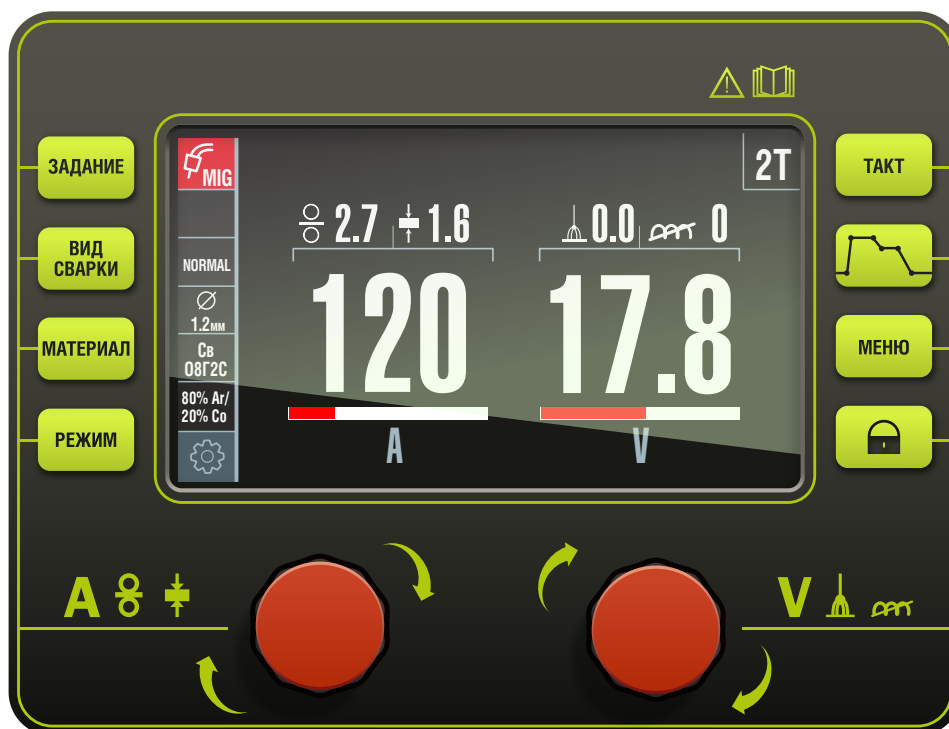 ЗАДАНИЕ
ВИД
СВАРКИ
МАТЕРИАЛ
РЕЖИМ
MIG
NORMAL
1.2мм
Св
08Г2С
80% Ar/
20% Co
2T
2.7 1.6
0.0 0
120
17.8
A
V
ТАКТ
МЕНЮ
A
V